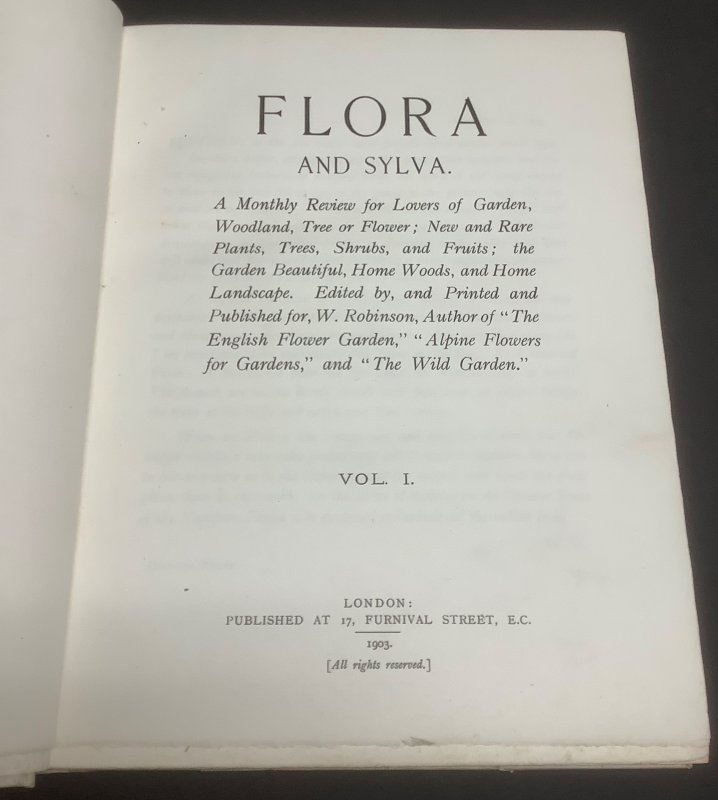 FLORA
AND SYLVA.
A Monthly Review for Lovers of Garden,
Woodland, Tree or Flower; New and Rare
Plants, Trees, Shrubs, and Fruits; the
Garden Beautiful, Home Woods, and Home
Landscape. Edited by, and Printed and
Published for, W. Robinson, Author of "The
English Flower Garden," "Alpine Flowers
for Gardens," and "The Wild Garden."
VOL. I.
LONDON:
PUBLISHED AT 17, FURNIVAL STREET, E.C.
1903.
[All rights reserved.]